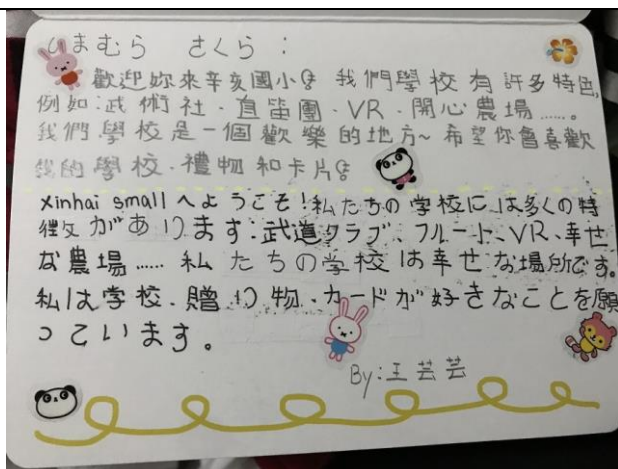 しまむら さくら：
歡迎妳來辛亥國小！我們學校有許多特色,
例如:武術社、直笛團、VR、開心農場......。
我們學校是一個歡樂的地方~希望你會喜歡
我的學校、禮物和卡片！
Xinhai smallへようこそ!私たちの学校には多くの特
徴があります:武道クラブ、フルート、VR、幸せ
な農場......私たちの学校は幸せな場所です。
私は学校、贈り物、カードが好きなことを願
っています。
By:王芸芸